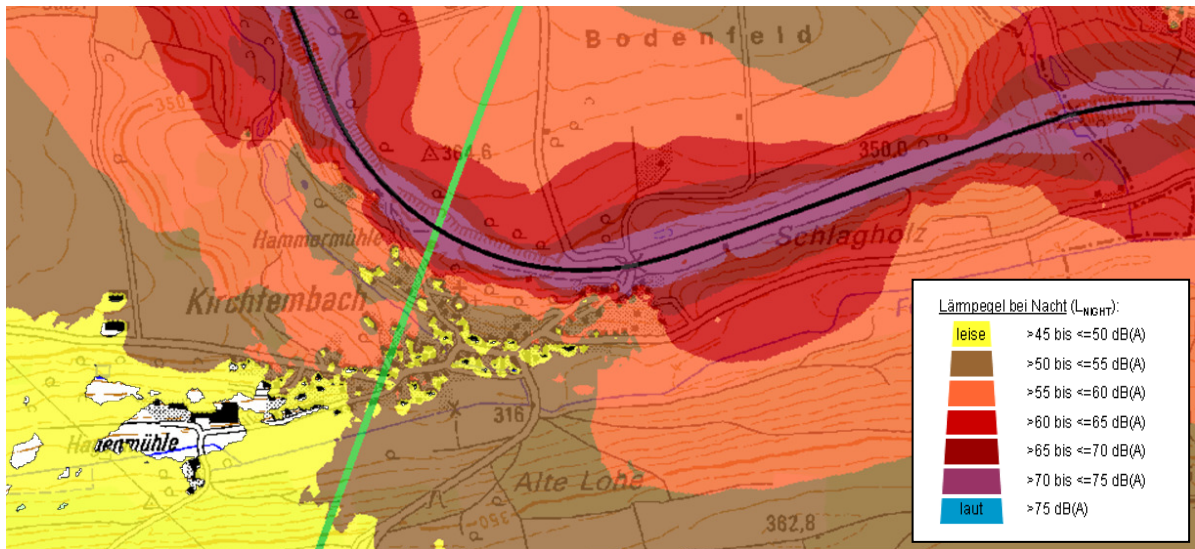 Bodenfeld
350
364,6
350,0
Hammermühle
Schlagholz
Kirchfembach
316
Alte Lohe
350
362,8
Lärmpegel bei Nacht (LNIGHT):
leise >45 bis <=50 dB(A)
>50 bis <=55 dB(A)
>55 bis <=60 dB(A)
>60 bis <=65 dB(A)
>65 bis <=70 dB(A)
>70 bis <=75 dB(A)
laut >75 dB(A)